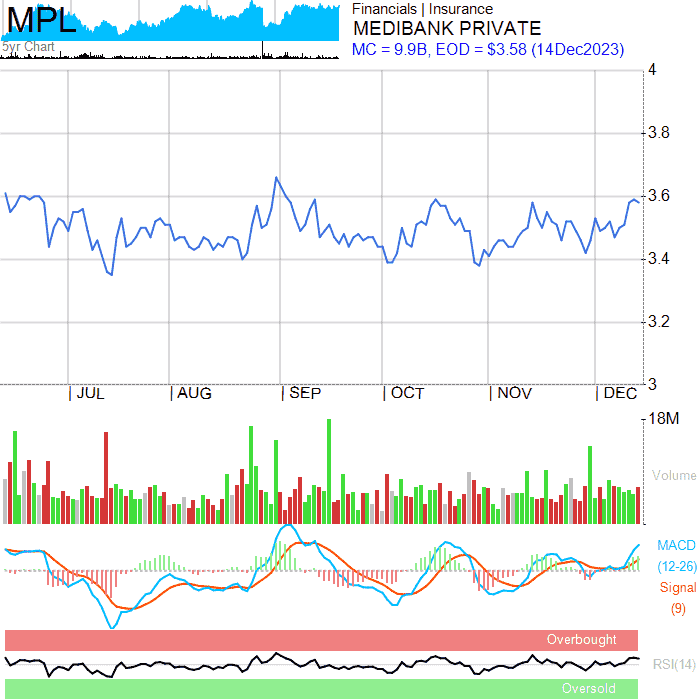 MPL
5yr Chart
Financials | Insurance
MEDIBANK PRIVATE
MC = 9.9B, EOD = $3.58 (14Dec2023)
4
3.8
3.6
3.4
3.2
3
| JUL | AUG | SEP | OCT | NOV | DEC
18M
Volume
MACD
(12-26)
Signal
(9)
Overbought
RSI(14)
Oversold